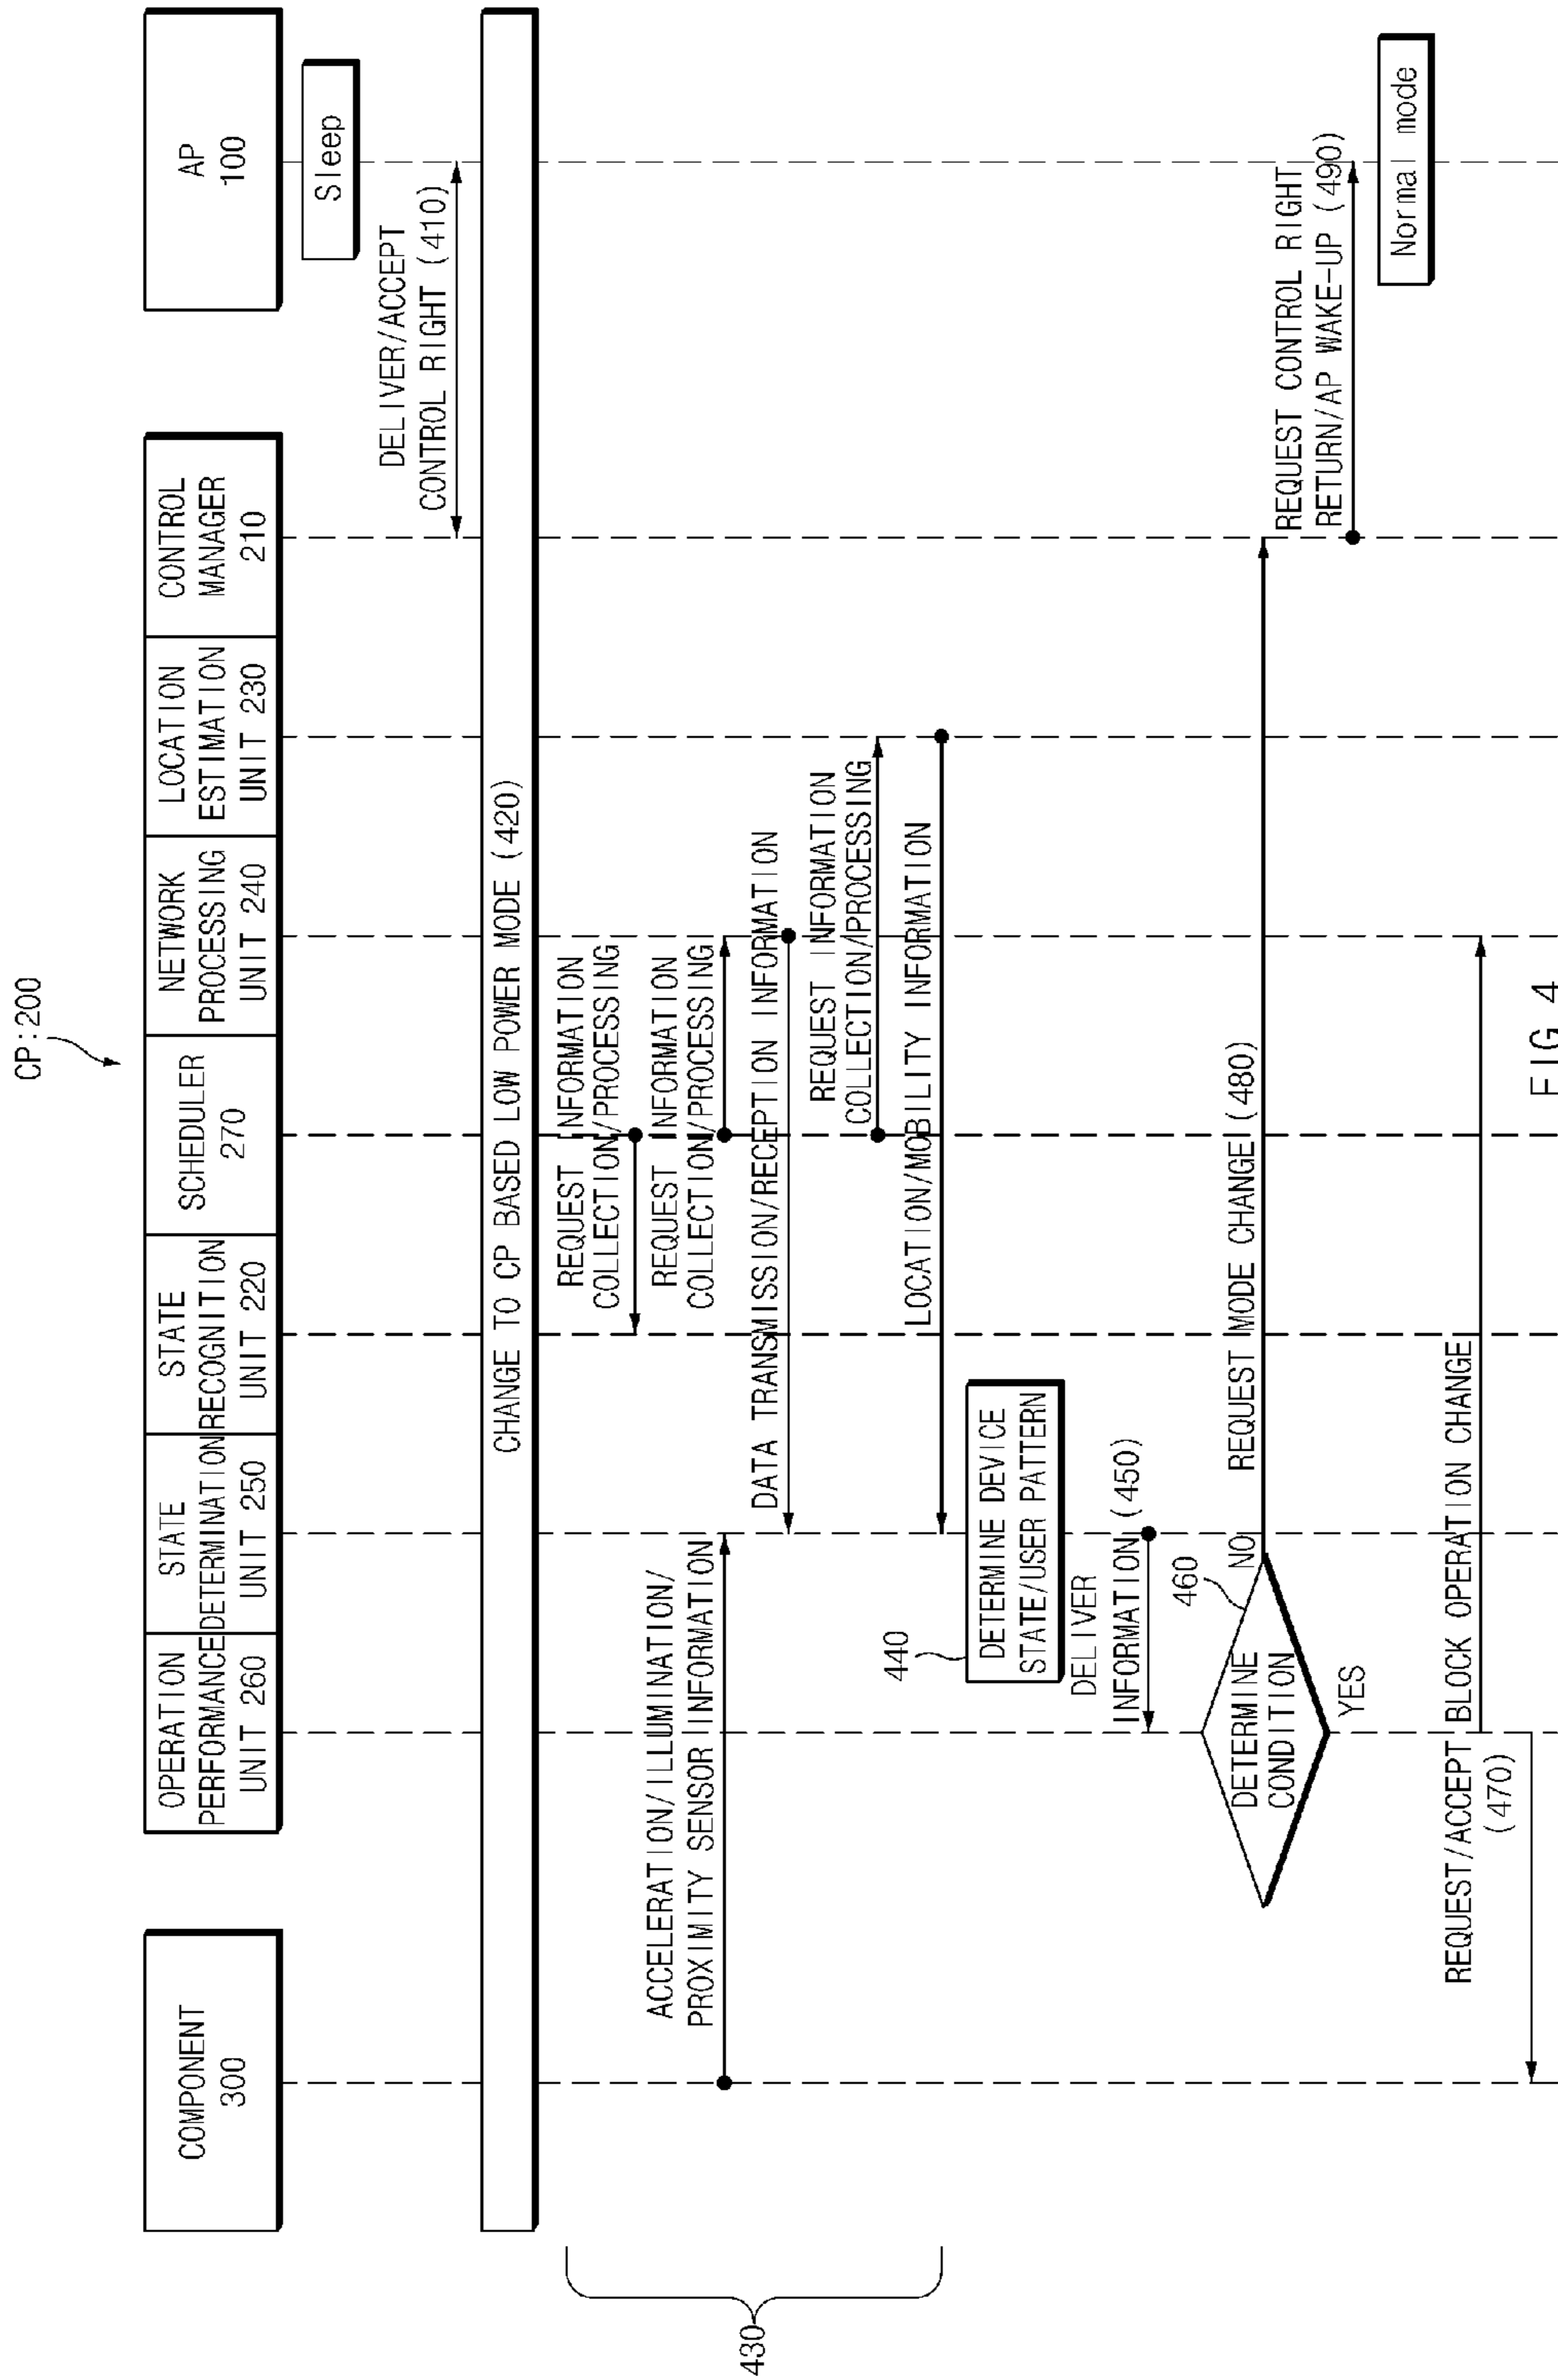 CP:200
COMPONENT
300
OPERATION
PERFORMANCE
UNIT 260
STATE
DETERMINATION
UNIT 250
STATE
RECOGNITION
UNIT 220
SCHEDULER
270
NETWORK
PROCESSING
UNIT 240
LOCATION
ESTIMATION
UNIT 230
CONTROL
MANAGER
210
AP
100
Sleep
DELIVER/ACCEPT
CONTROL RIGHT (410)
CHANGE TO CP BASED LOW POWER MODE (420)
430
REQUEST INFORMATION
COLLECTION/PROCESSING
ACCELERATION/ILLUMINATION/
PROXIMITY SENSOR INFORMATION
REQUEST INFORMATION
COLLECTION/PROCESSING
DATA TRANSMISSION/RECEPTION INFORMATION
REQUEST INFORMATION
COLLECTION/PROCESSING
LOCATION/MOBILITY INFORMATION
440
DETERMINE DEVICE
STATE/USER PATTERN
DELIVER
INFORMATION (450)
460
DETERMINE
CONDITION
NO
REQUEST MODE CHANGE (480)
YES
REQUEST CONTROL RIGHT
RETURN/AP WAKE-UP (490)
Normal mode
REQUEST/ACCEPT BLOCK OPERATION CHANGE
(470)
FIG.4